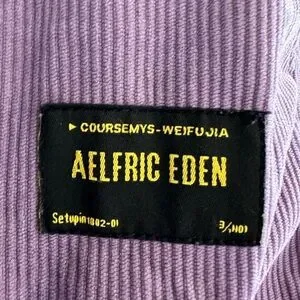 ▸ COURSEMYS-WEIFUJIA
AELFRIC EDEN
Setupin1002-01